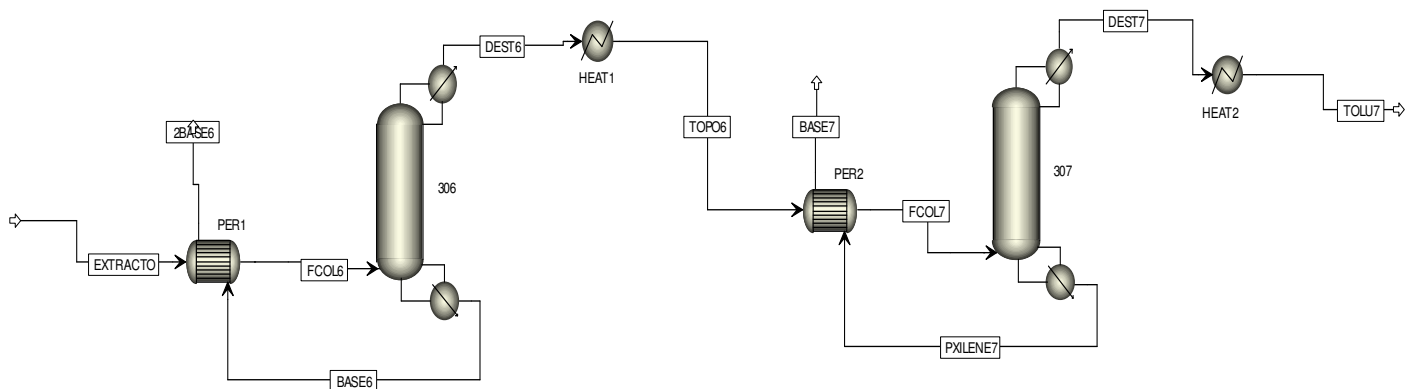 DEST7
DEST6
HEAT1
HEAT2
TOLU7
TOPO6
BASE7
2BASE6
306
307
PER2
FCOL7
PER1
EXTRACTO
FCOL6
PXILENE7
BASE6